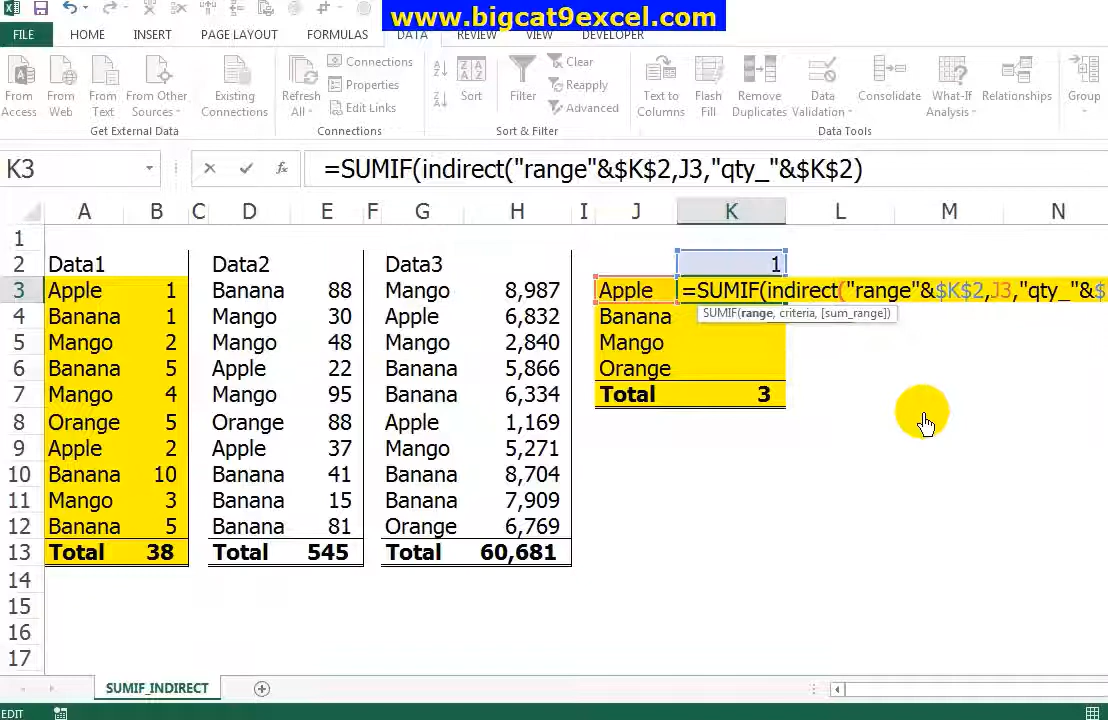 www.bigcat9excel.com
FILE HOME INSERT PAGE LAYOUT FORMULAS DATA REVIEW VIEW DEVELOPER
From Access
From Web
From Text
From Other Sources
Existing Connections
Get External Data
Refresh All
Connections
Properties
Edit Links
Connections
Sort
Filter
Clear
Reapply
Advanced
Sort & Filter
Text to Columns
Flash Fill
Remove Duplicates
Data Validation
Consolidate
What-If Analysis
Relationships
Data Tools
Group
K3 fx =SUMIF(indirect("range"&$K$2,J3,"qty_"&$K$2)
A B C D E F G H I J K L M N
1
2 Data1 Data2 Data3 1
3 Apple 1 Banana 88 Mango 8,987 Apple =SUMIF(indirect("range"&$K$2,J3,"qty_"&$
SUMIF(range, criteria, [sum_range])
4 Banana 1 Mango 30 Apple 6,832 Banana
5 Mango 2 Mango 48 Mango 2,840 Mango
6 Banana 5 Apple 22 Banana 5,866 Orange
7 Mango 4 Mango 95 Banana 6,334 Total 3
8 Orange 5 Orange 88 Apple 1,169
9 Apple 2 Apple 37 Mango 5,271
10 Banana 10 Banana 41 Banana 8,704
11 Mango 3 Banana 15 Banana 7,909
12 Banana 5 Banana 81 Orange 6,769
13 Total 38 Total 545 Total 60,681
14
15
16
17
SUMIF_INDIRECT
EDIT